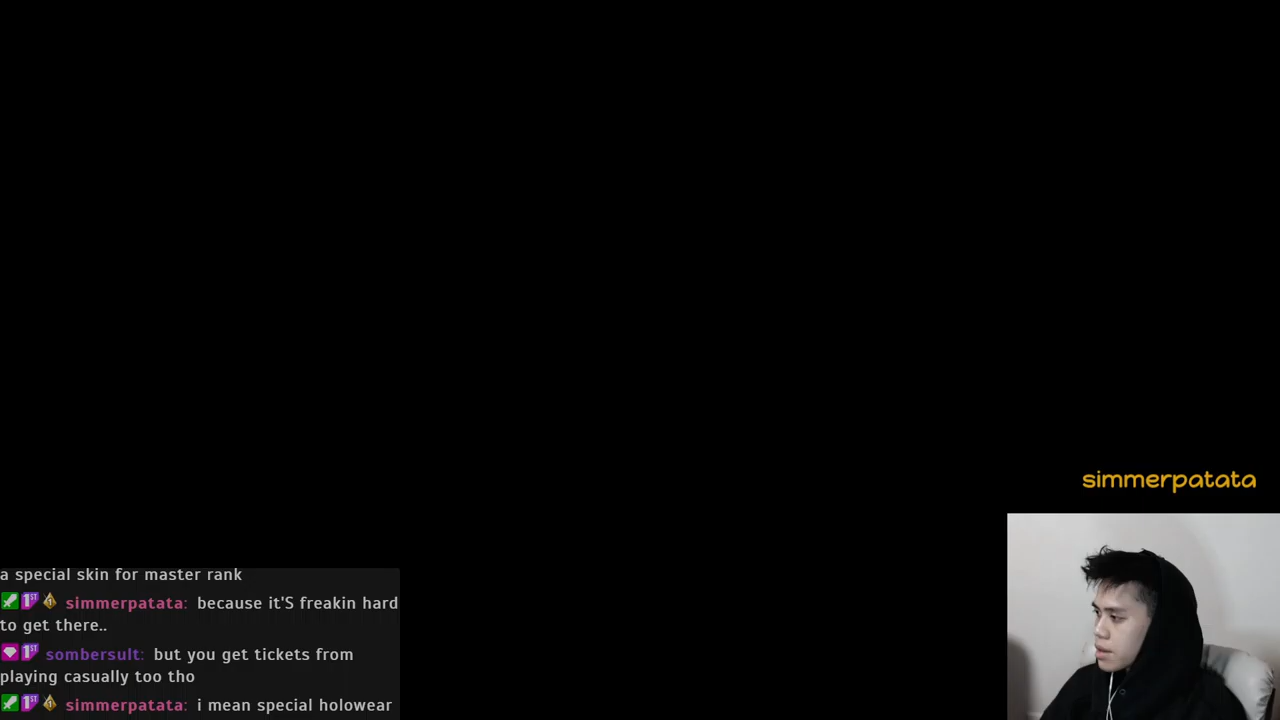 simmerpatata
a special skin for master rank
simmerpatata: because it'S freakin hard
to get there..
sombersult: but you get tickets from
playing casually too tho
simmerpatata: i mean special holowear